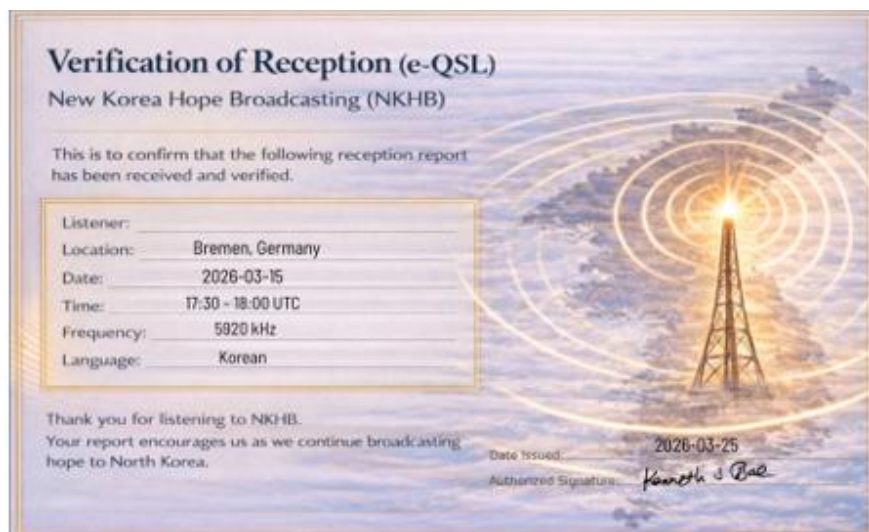 Verification of Reception (e-QSL)
New Korea Hope Broadcasting (NKHB)
This is to confirm that the following reception report
has been received and verified.
Listener:
Location: Bremen, Germany
Date: 2026-03-15
Time: 17:30 - 18:00 UTC
Frequency: 5920 kHz
Language: Korean
Thank you for listening to NKHB.
Your report encourages us as we continue broadcasting
hope to North Korea.
Date Issued: 2026-03-25
Authorized Signature: Kenneth J Bae